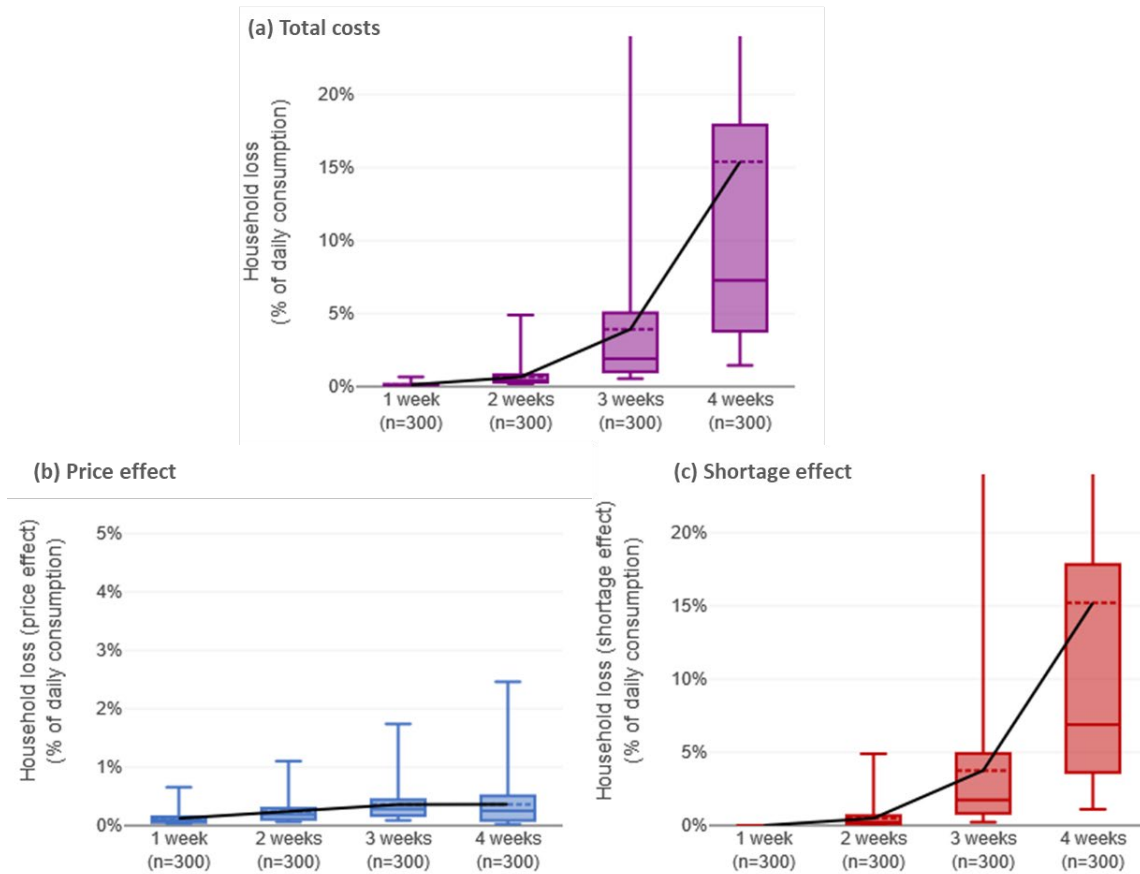 (a) Total costs
Household loss
(% of daily consumption)
20%
15%
10%
5%
0%
1 week
(n=300)
2 weeks
(n=300)
3 weeks
(n=300)
4 weeks
(n=300)
(b) Price effect
Household loss (price effect)
(% of daily consumption)
5%
4%
3%
2%
1%
0%
1 week
(n=300)
2 weeks
(n=300)
3 weeks
(n=300)
4 weeks
(n=300)
(c) Shortage effect
Household loss (shortage effect)
(% of daily consumption)
20%
15%
10%
5%
0%
1 week
(n=300)
2 weeks
(n=300)
3 weeks
(n=300)
4 weeks
(n=300)